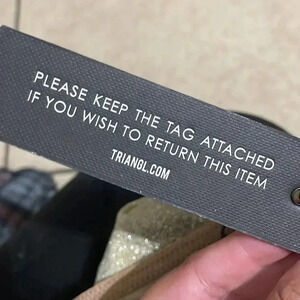 PLEASE KEEP THE TAG ATTACHED
IF YOU WISH TO RETURN THIS ITEM
TRIANGL.COM